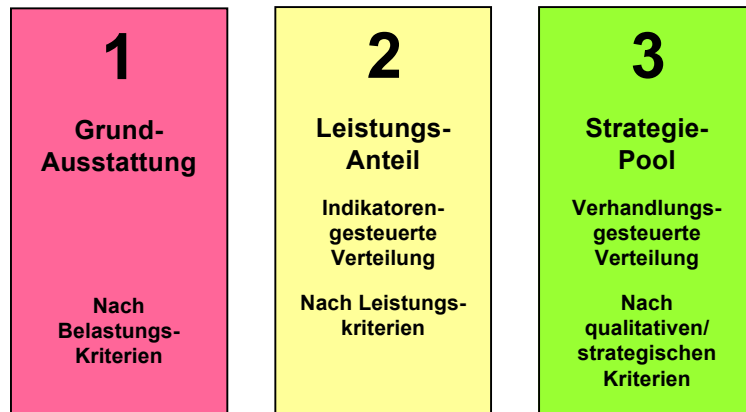 1
Grund-
Ausstattung
Nach
Belastungs-
Kriterien
2
Leistungs-
Anteil
Indikatoren-
gesteuerte
Verteilung
Nach Leistungs-
kriterien
3
Strategie-
Pool
Verhandlungs-
gesteuerte
Verteilung
Nach
qualitativen/
strategischen
Kriterien